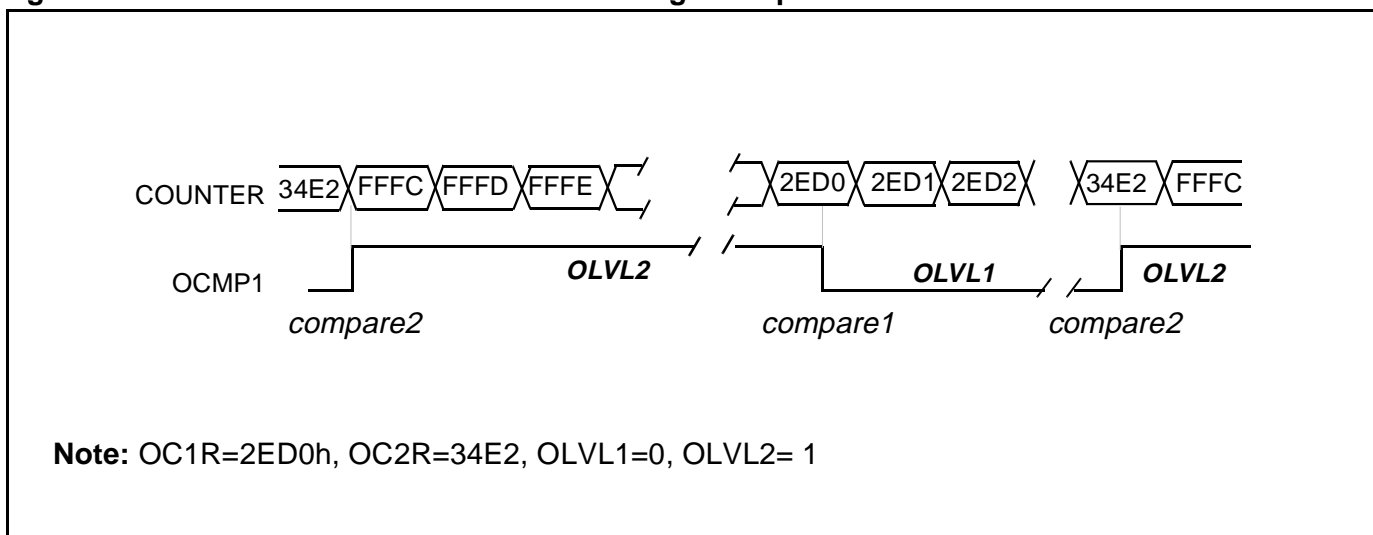 COUNTER 34E2 FFFC FFFD FFFE 2ED0 2ED1 2ED2 34E2 FFFC
OCMP1 OLVL2 OLVL1 OLVL2
compare2 compare1 compare2
Note: OC1R=2ED0h, OC2R=34E2, OLVL1=0, OLVL2= 1